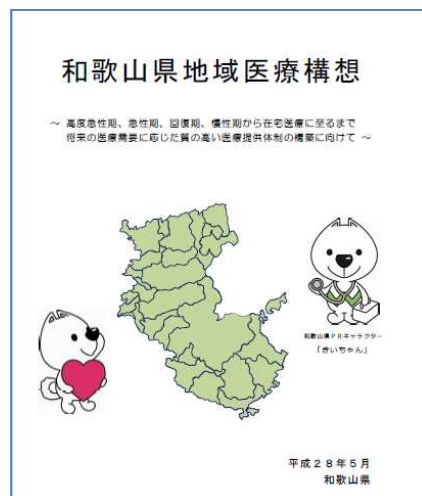 和歌山県地域医療構想
～ 高度急性期、急性期、回復期、慢性期から在宅医療に至るまで
将来の医療需要に応じた質の高い医療提供体制の構築に向けて ～
和歌山県ＰＲキャラクター
「きいちゃん」
平成２８年５月
和歌山県